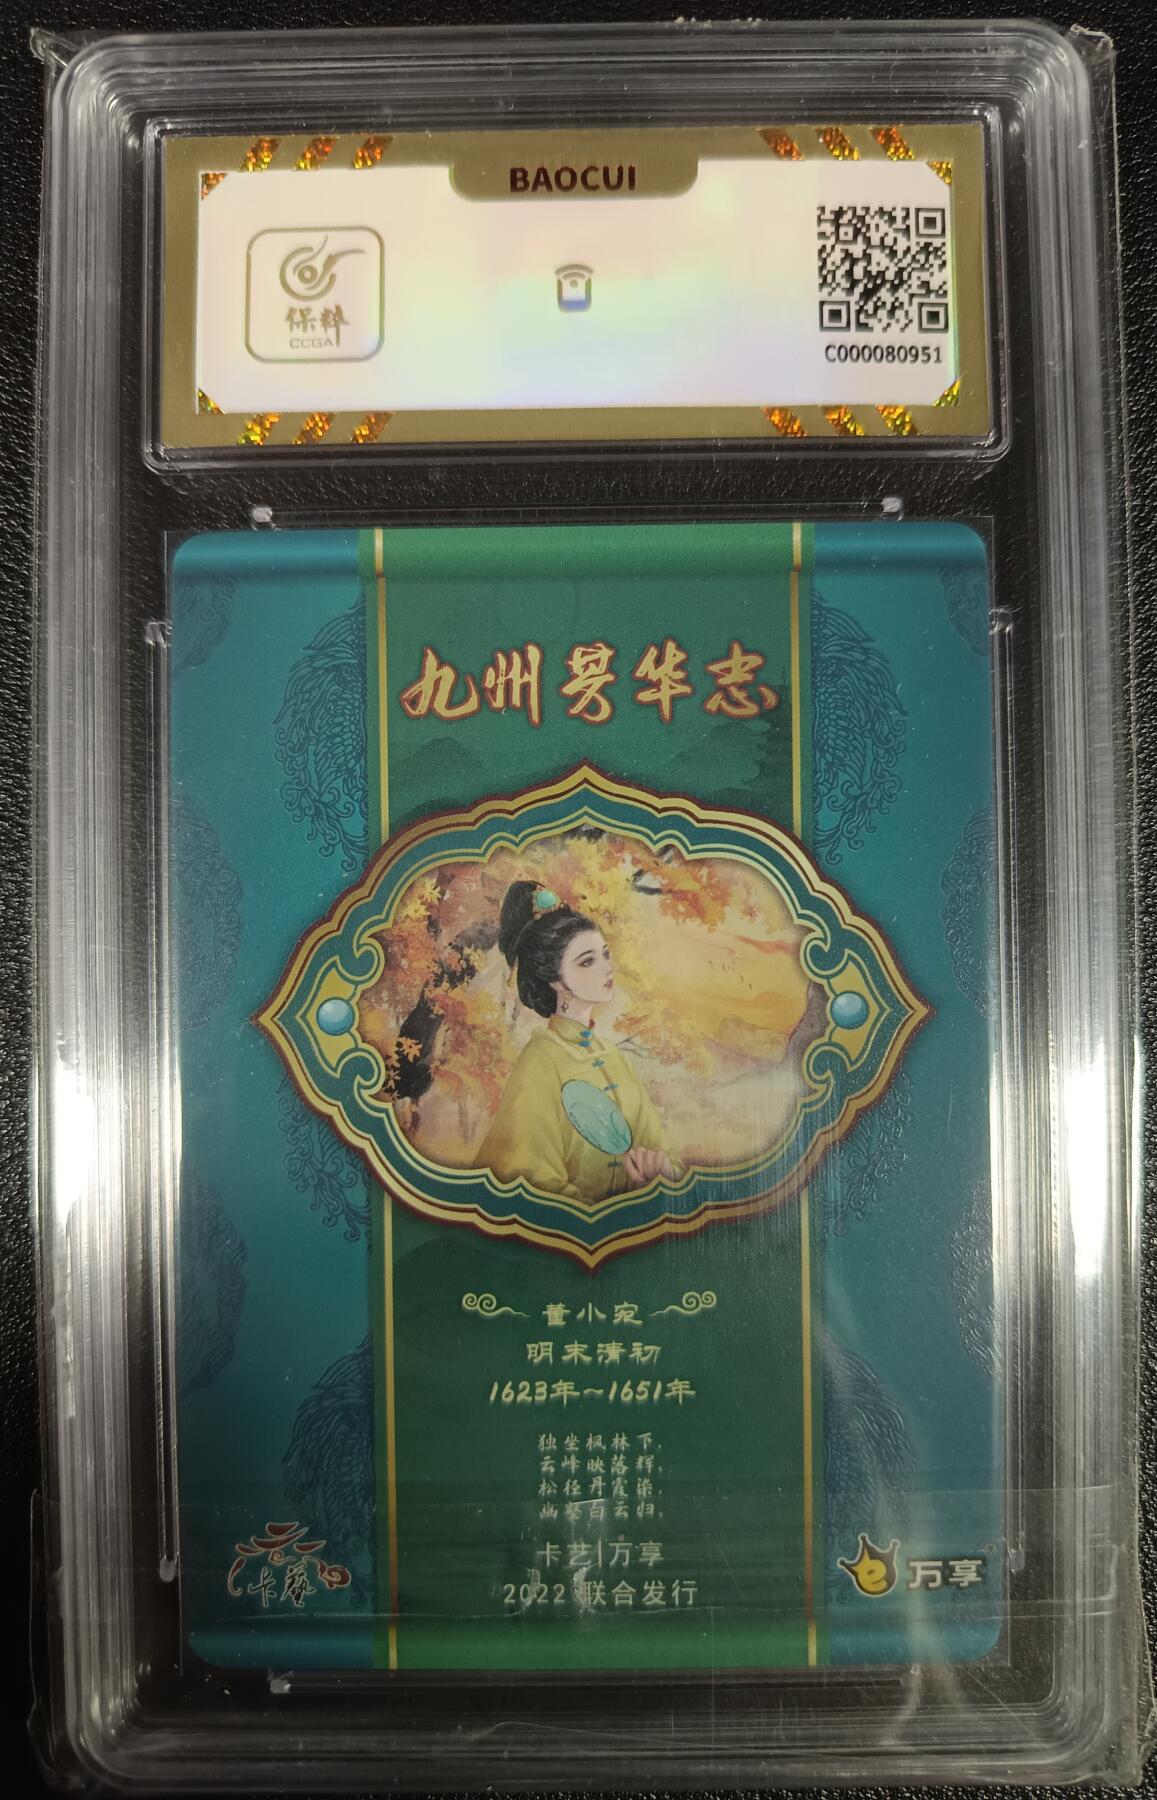 BAOCUI
保粹
CCGA
C000080951
九州芳华志
董小宛
明末清初
1623年~1651年
独坐枫林下,
云峰映落辉,
松径丹霞染,
幽壑白云归,
卡艺|万享
2022 联合发行
卡藝
e万享